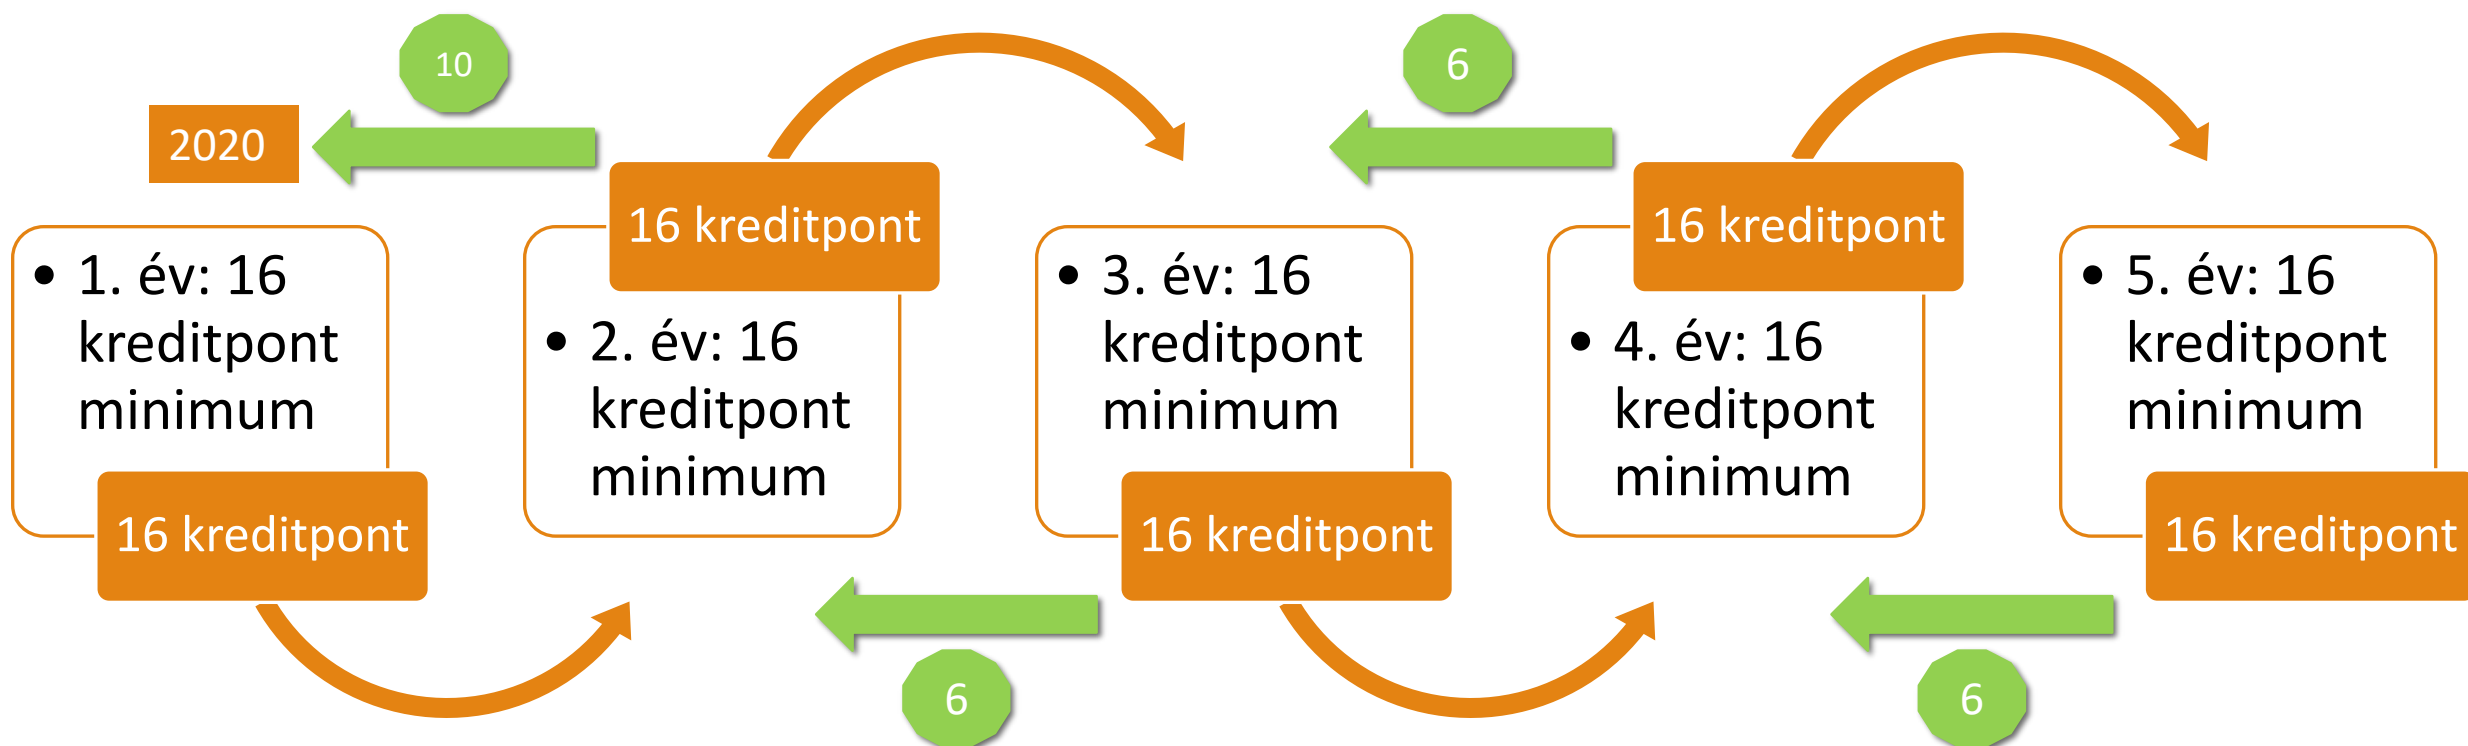 10
6
2020
• 1. év: 16
kreditpont
minimum
16 kreditpont
16 kreditpont
• 2. év: 16
kreditpont
minimum
• 3. év: 16
kreditpont
minimum
16 kreditpont
16 kreditpont
• 4. év: 16
kreditpont
minimum
• 5. év: 16
kreditpont
minimum
16 kreditpont
6
6